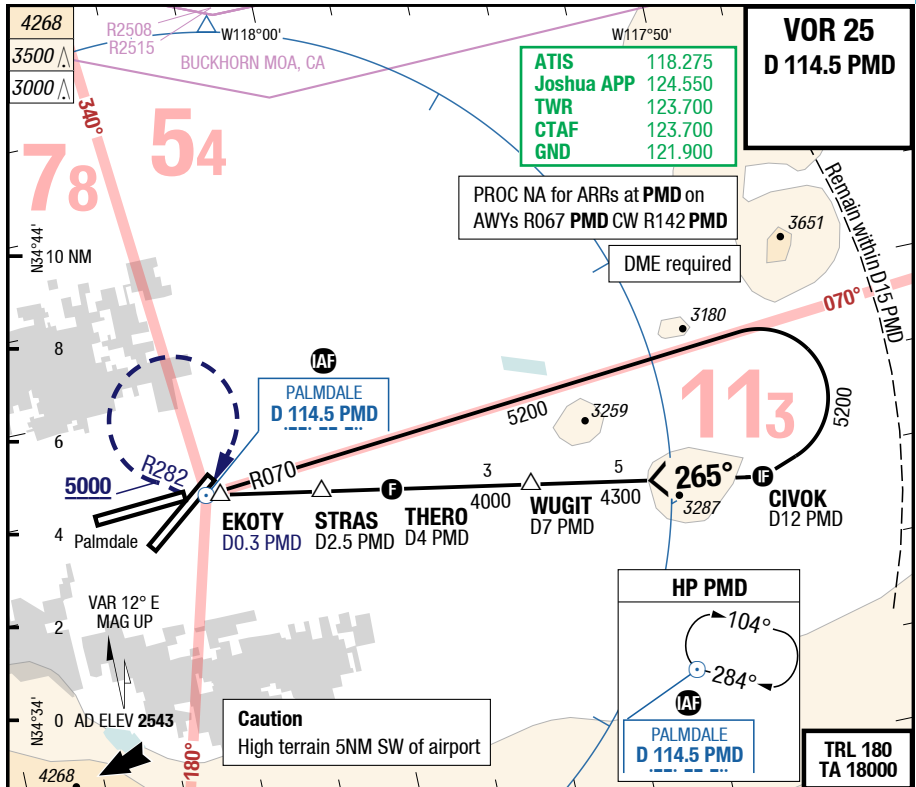 4268
3500
3000
R2508
R2515
W118°00'
BUCKHORN MOA, CA
W117°50'
VOR 25
D 114.5 PMD
ATIS 118.275
Joshua APP 124.550
TWR 123.700
CTAF 123.700
GND 121.900
340°
78
54
PROC NA for ARRs at PMD on
AWYs R067 PMD CW R142 PMD
Remain within D15 PMD
3651
N34°44'
10 NM
DME required
070°
3180
8
IAF
PALMDALE
D 114.5 PMD
113
5200
3259
5200
6
R282
R070
5000
3
4000
5
4300
265°
3287
IF
CIVOK
D12 PMD
F
EKOTY
D0.3 PMD
STRAS
D2.5 PMD
THERO
D4 PMD
WUGIT
D7 PMD
4
Palmdale
VAR 12° E
MAG UP
2
HP PMD
104°
284°
IAF
PALMDALE
D 114.5 PMD
N34°34'
0
AD ELEV 2543
Caution
High terrain 5NM SW of airport
180°
4268
TRL 180
TA 18000